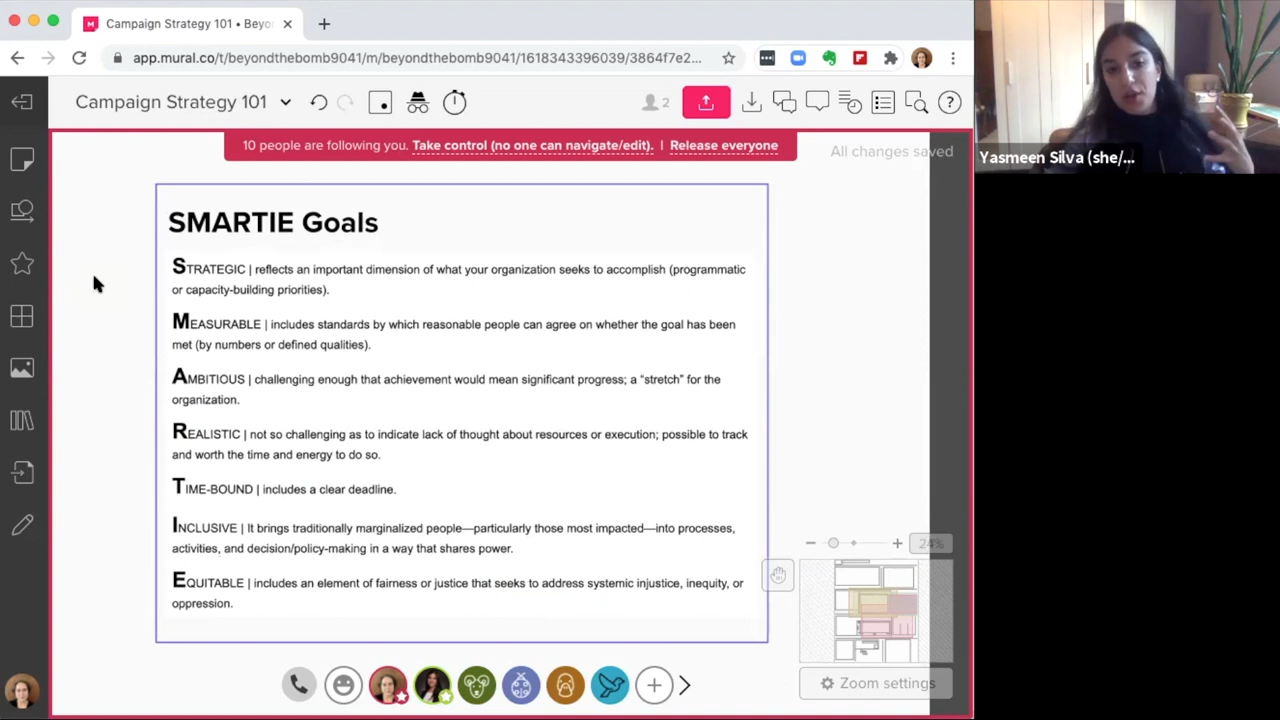 Campaign Strategy 101 • Beyo
app.mural.co/t/beyondthebomb9041/m/beyondthebomb9041/1618343396039/3864f7e2...
Campaign Strategy 101
2
?
10 people are following you. Take control (no one can navigate/edit). | Release everyone
All changes saved
Yasmeen Silva (she/...
SMARTIE Goals
STRATEGIC | reflects an important dimension of what your organization seeks to accomplish (programmatic
or capacity-building priorities).
MEASURABLE | includes standards by which reasonable people can agree on whether the goal has been
met (by numbers or defined qualities).
AMBITIOUS | challenging enough that achievement would mean significant progress; a “stretch” for the
organization.
REALISTIC | not so challenging as to indicate lack of thought about resources or execution; possible to track
and worth the time and energy to do so.
TIME-BOUND | includes a clear deadline.
INCLUSIVE | It brings traditionally marginalized people—particularly those most impacted—into processes,
activities, and decision/policy-making in a way that shares power.
EQUITABLE | includes an element of fairness or justice that seeks to address systemic injustice, inequity, or
oppression.
24%
Zoom settings